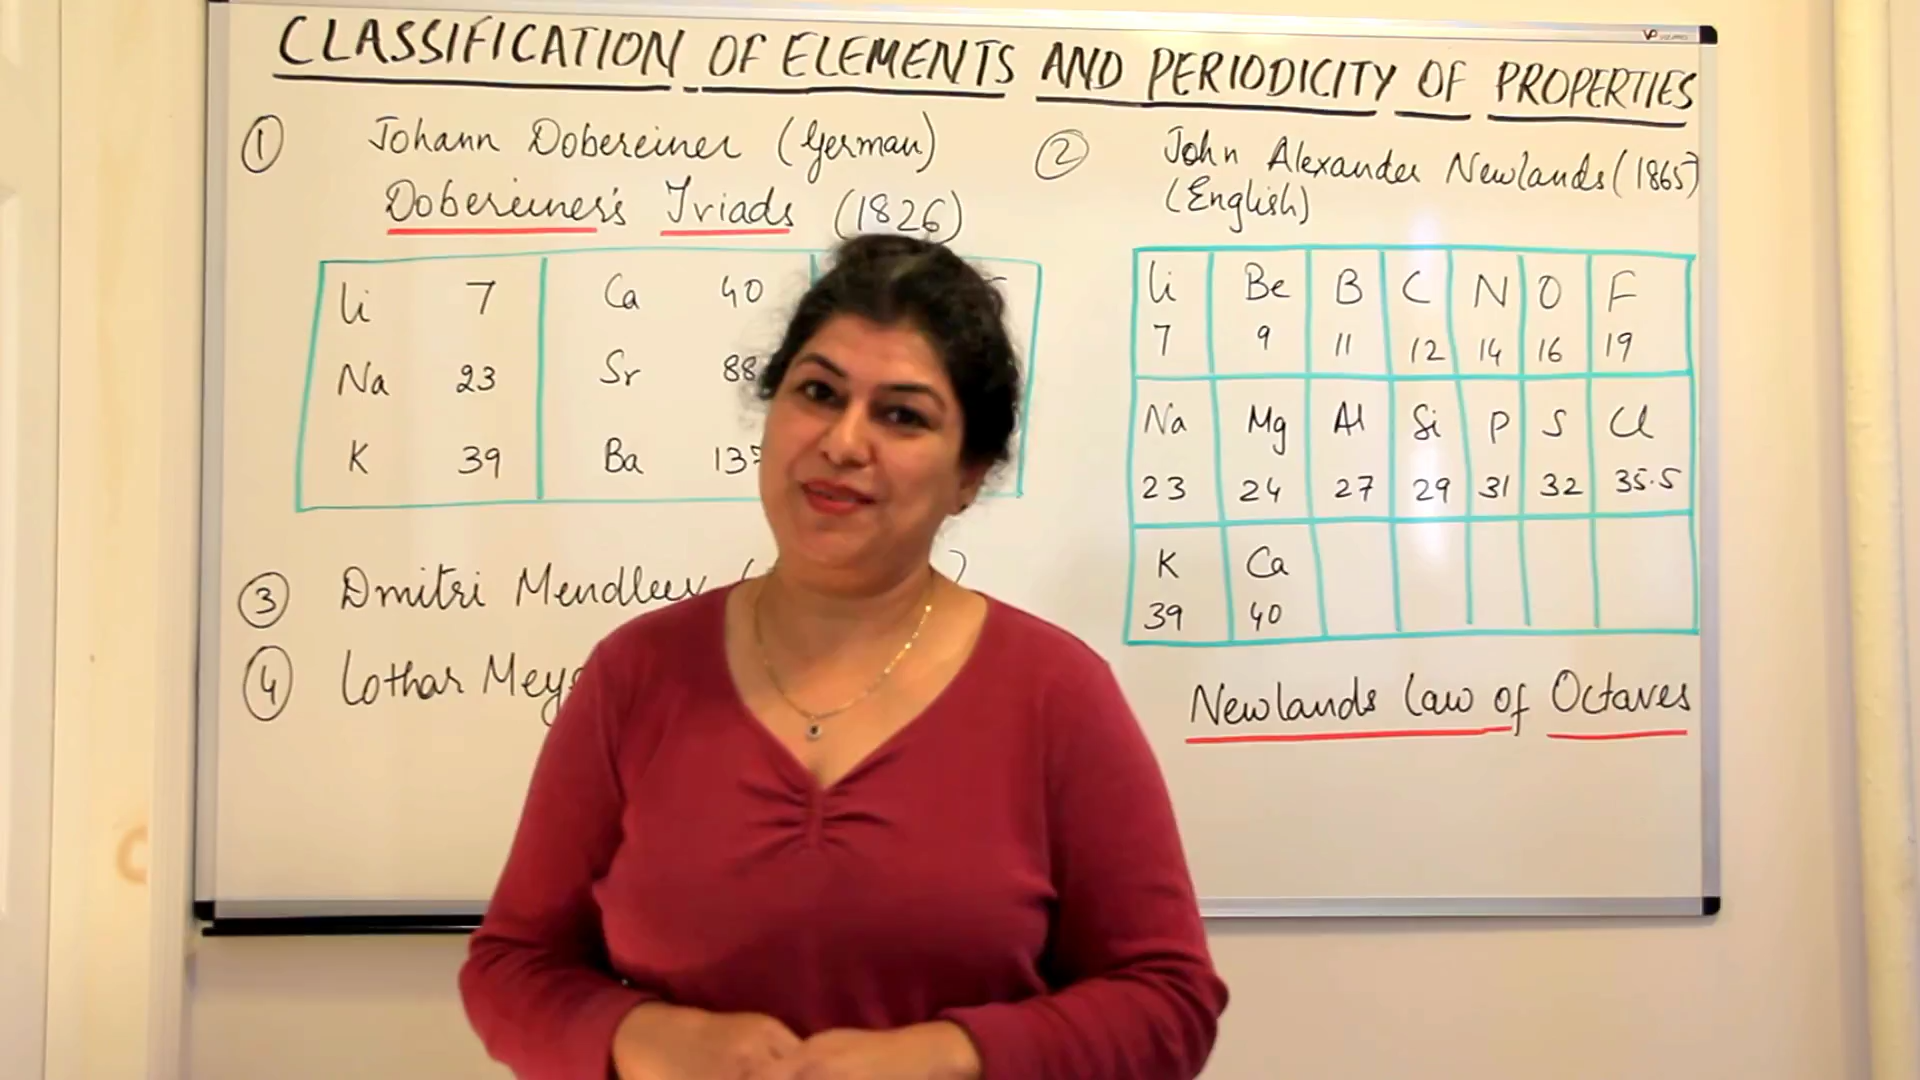 CLASSIFICATION OF ELEMENTS AND PERIODICITY OF PROPERTIES
① Johann Dobereiner (German)
Dobereiner's Triads (1826)
Li 7 Ca 40
Na 23 Sr 88
K 39 Ba
③ Dmitri Mendleev
④ Lothar
② John Alexander Newlands (1865)
(English)
Li Be B C N O F
7 9 11 12 14 16 19
Na Mg Al Si P S Cl
23 24 27 29 31 32 35.5
K Ca
39 40
Newlands Law of Octaves